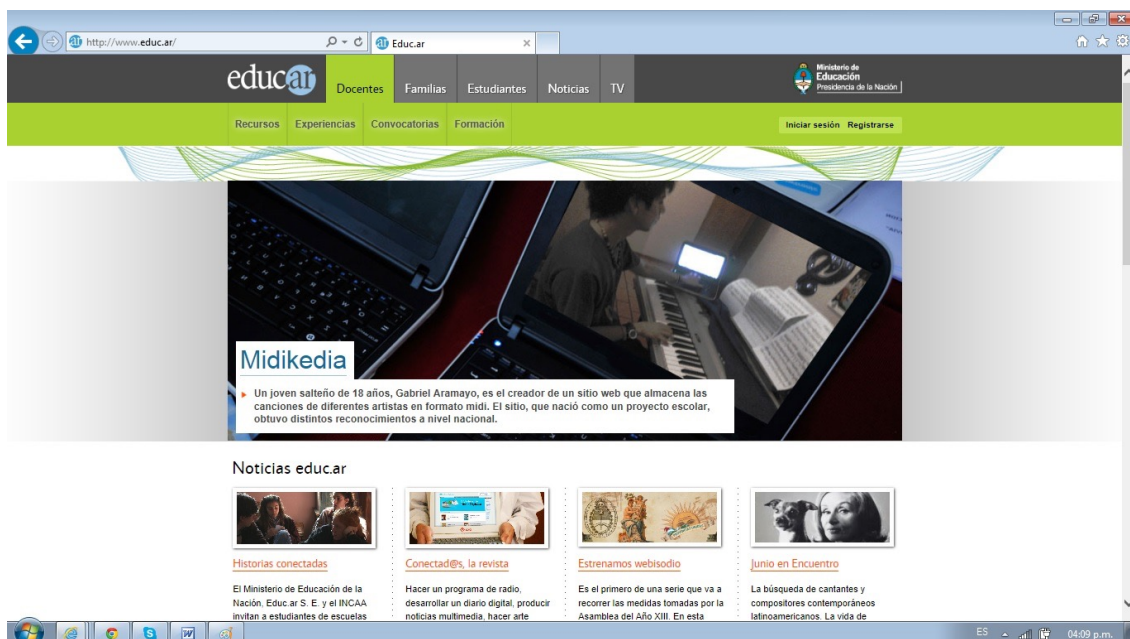 http://www.educ.ar/
Educ.ar
educar
Docentes
Familias
Estudiantes
Noticias
TV
Ministerio de
Educación
Presidencia de la Nación
Recursos
Experiencias
Convocatorias
Formación
Iniciar sesión Registrarse
Midikedia
Un joven salteño de 18 años, Gabriel Aramayo, es el creador de un sitio web que almacena las
canciones de diferentes artistas en formato midi. El sitio, que nació como un proyecto escolar,
obtuvo distintos reconocimientos a nivel nacional.
Noticias educ.ar
Historias conectadas
El Ministerio de Educación de la
Nación, Educ.ar S. E. y el INCAA
invitan a estudiantes de escuelas
Conectad@s, la revista
Hacer un programa de radio,
desarrollar un diario digital, producir
noticias multimedia, hacer arte
Estrenamos webisodio
Es el primero de una serie que va a
recorrer las medidas tomadas por la
Asamblea del Año XIII. En esta
Junio en Encuentro
La búsqueda de cantantes y
compositores contemporáneos
latinoamericanos. La vida de
ES
04:09 p.m.